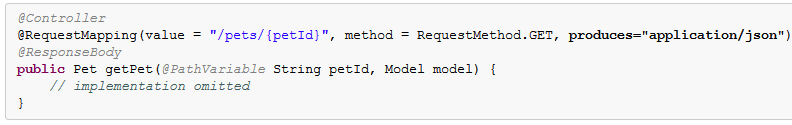 @Controller
@RequestMapping(value = "/pets/{petId}", method = RequestMethod.GET, produces="application/json")
@ResponseBody
public Pet getPet(@PathVariable String petId, Model model) {
    // implementation omitted
}